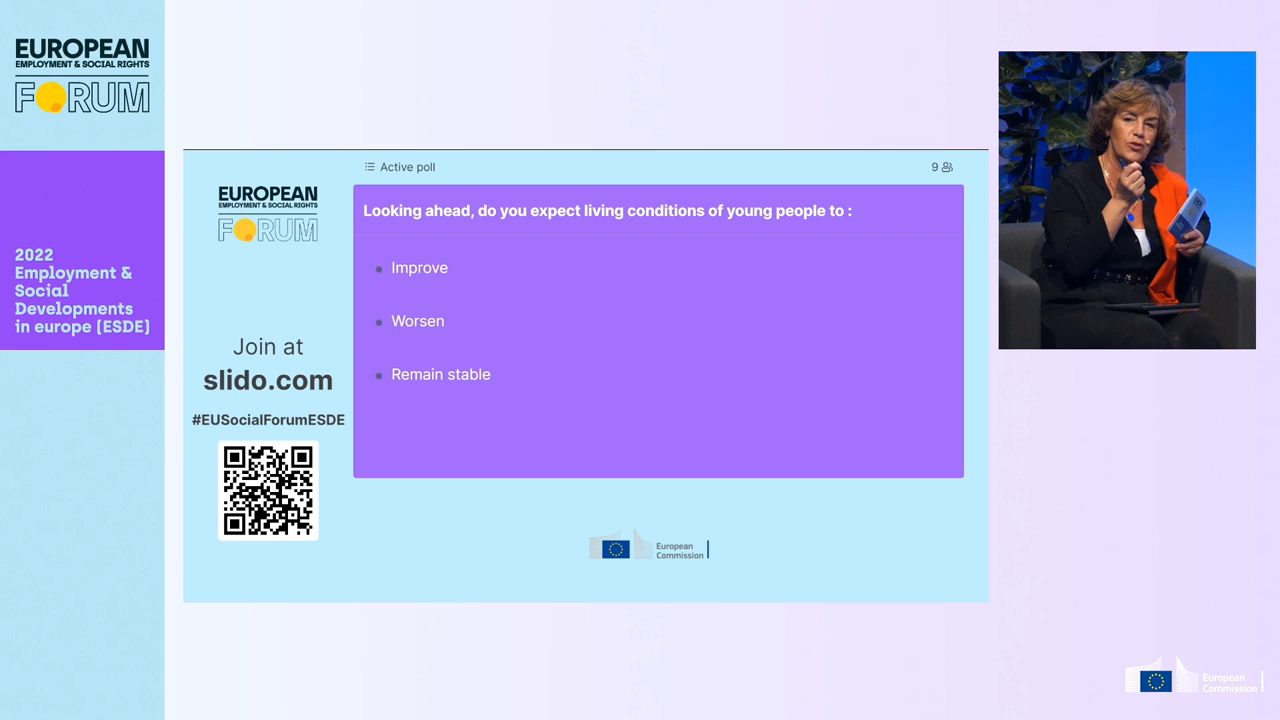 EUROPEAN
EMPLOYMENT & SOCIAL RIGHTS
FORUM
2022
Employment &
Social
Developments
in europe [ESDE]
Active poll
9
EUROPEAN
EMPLOYMENT & SOCIAL RIGHTS
FORUM
Looking ahead, do you expect living conditions of young people to :
Improve
Worsen
Remain stable
Join at
slido.com
#EUSocialForumESDE
European
Commission
European
Commission